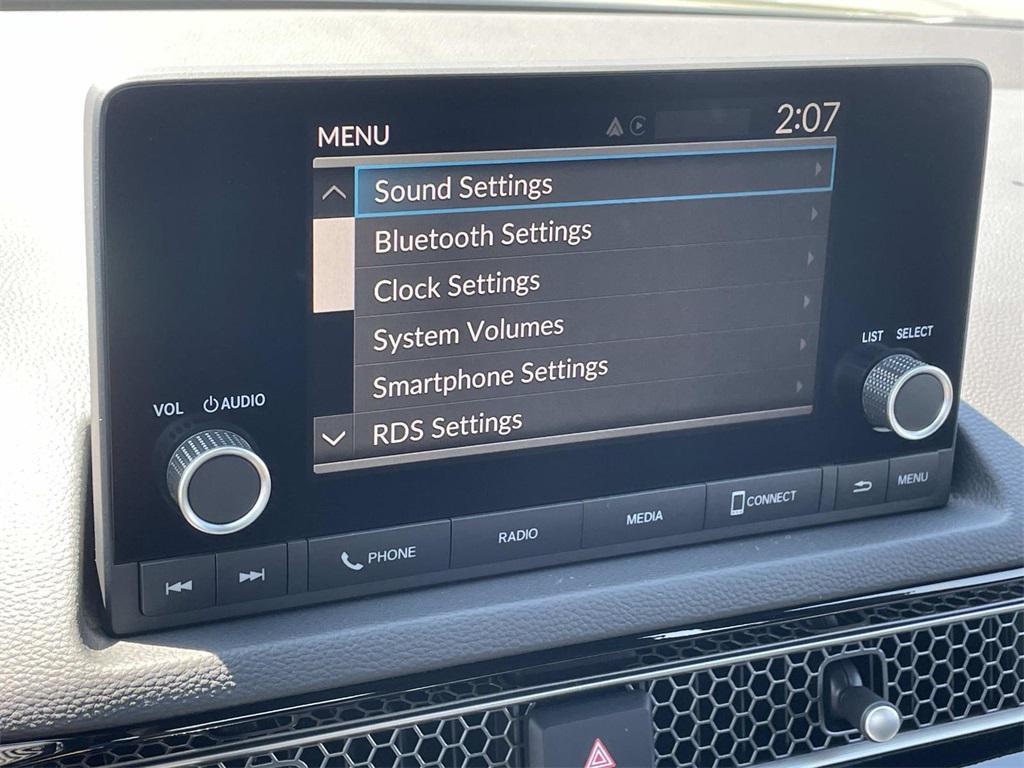 MENU
2:07
Sound Settings
Bluetooth Settings
Clock Settings
System Volumes
Smartphone Settings
RDS Settings
VOL AUDIO
LIST SELECT
PHONE
RADIO
MEDIA
CONNECT
MENU